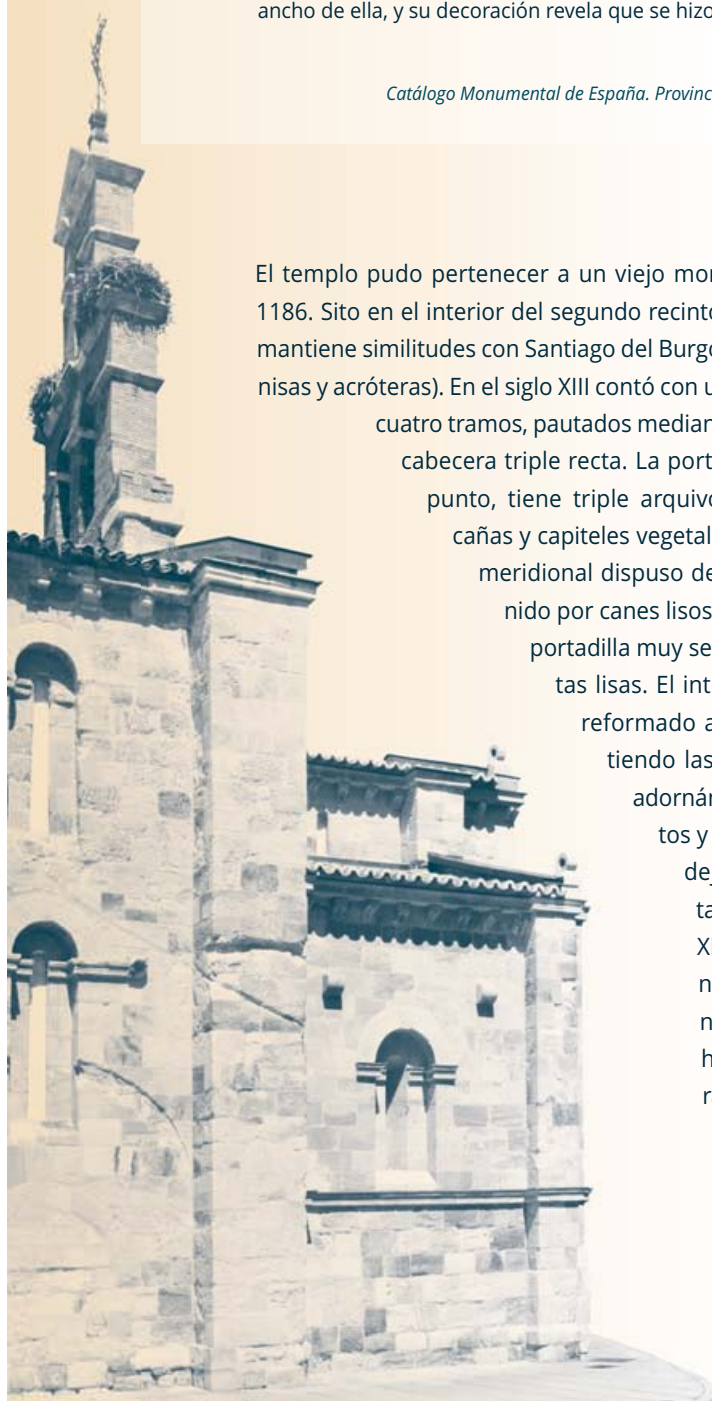 ancho de ella, y su decoración revela que se hizo
Catálogo Monumental de España. Provinc
El templo pudo pertenecer a un viejo mor
1186. Sito en el interior del segundo recinto
mantiene similitudes con Santiago del Burgo
nisas y acróteras). En el siglo XIII contó con u
cuatro tramos, pautados median
cabecera triple recta. La port
punto, tiene triple arquivo
cañas y capiteles vegetal
meridional dispuso de
nido por canes lisos
portadilla muy se
tas lisas. El int
reformado a
tiendo las
adornán
tos y
dej
ta
X
n
n
h
ra